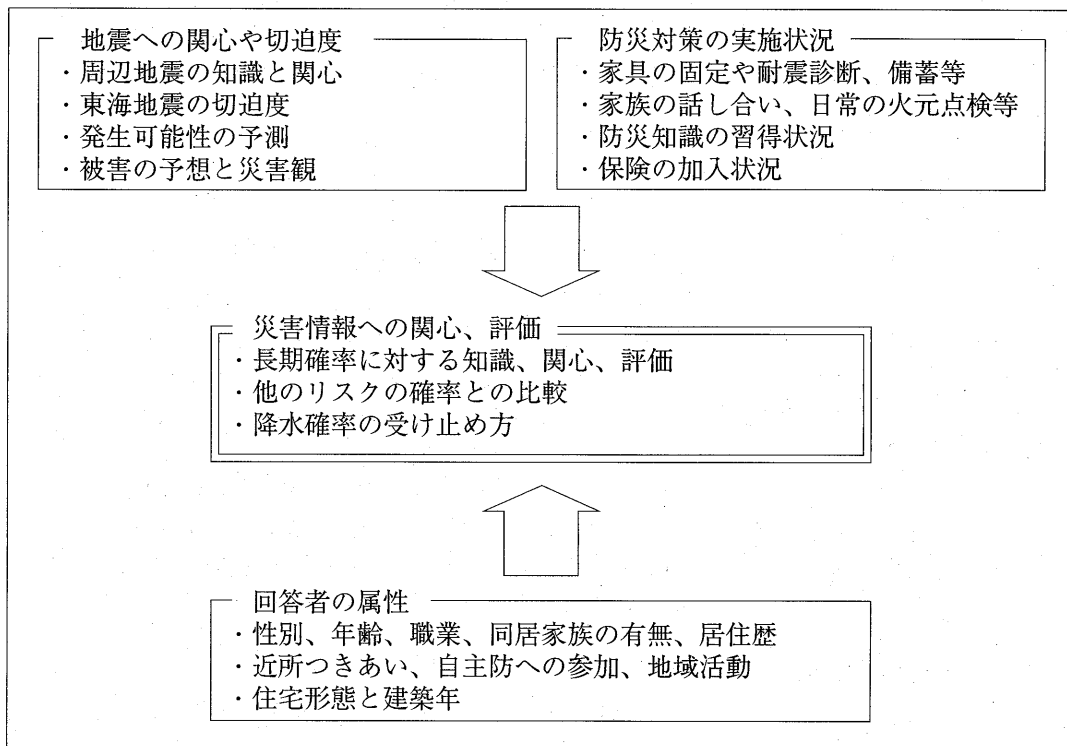 地震への関心や切迫度
・周辺地震の知識と関心
・東海地震の切迫度
・発生可能性の予測
・被害の予想と災害観
防災対策の実施状況
・家具の固定や耐震診断、備蓄等
・家族の話し合い、日常の火元点検等
・防災知識の習得状況
・保険の加入状況
災害情報への関心、評価
・長期確率に対する知識、関心、評価
・他のリスクの確率との比較
・降水確率の受け止め方
回答者の属性
・性別、年齢、職業、同居家族の有無、居住歴
・近所つきあい、自主防への参加、地域活動
・住宅形態と建築年